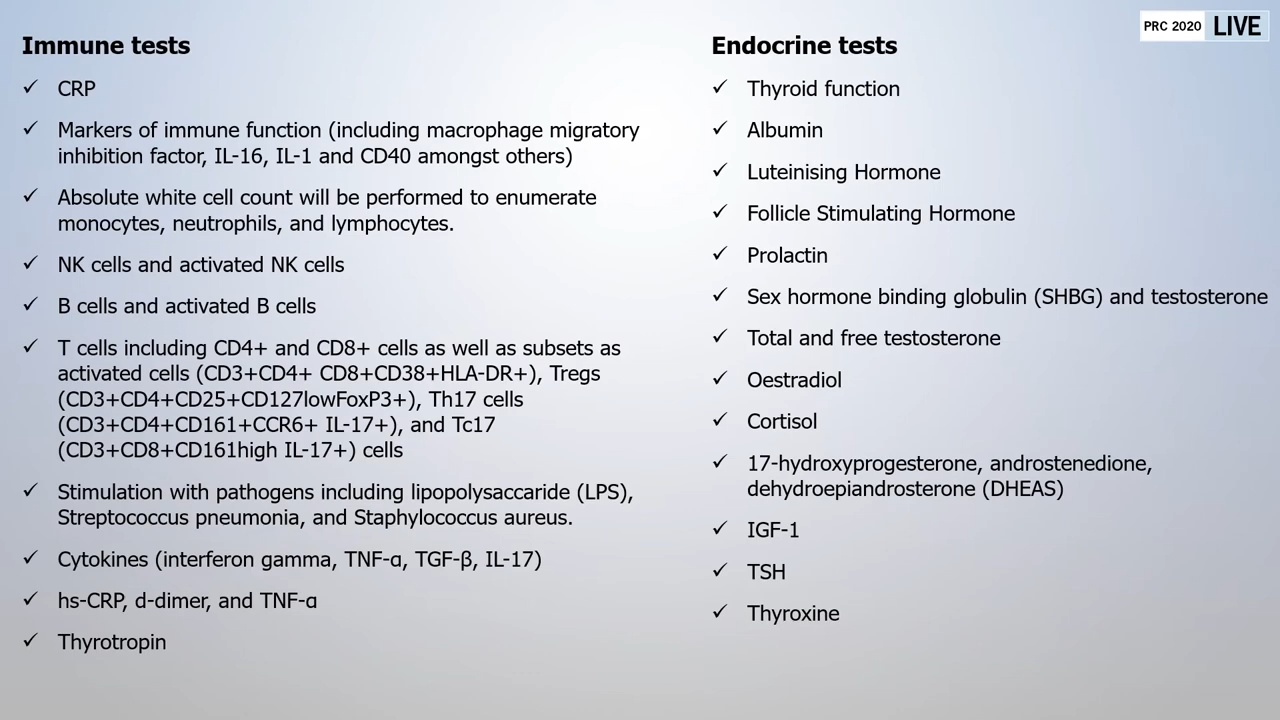 PRC 2020 LIVE
Immune tests
✓ CRP
✓ Markers of immune function (including macrophage migratory
inhibition factor, IL-16, IL-1 and CD40 amongst others)
✓ Absolute white cell count will be performed to enumerate
monocytes, neutrophils, and lymphocytes.
✓ NK cells and activated NK cells
✓ B cells and activated B cells
✓ T cells including CD4+ and CD8+ cells as well as subsets as
activated cells (CD3+CD4+ CD8+CD38+HLA-DR+), Tregs
(CD3+CD4+CD25+CD127lowFoxP3+), Th17 cells
(CD3+CD4+CD161+CCR6+ IL-17+), and Tc17
(CD3+CD8+CD161high IL-17+) cells
✓ Stimulation with pathogens including lipopolysaccaride (LPS),
Streptococcus pneumonia, and Staphylococcus aureus.
✓ Cytokines (interferon gamma, TNF-α, TGF-β, IL-17)
✓ hs-CRP, d-dimer, and TNF-α
✓ Thyrotropin
Endocrine tests
✓ Thyroid function
✓ Albumin
✓ Luteinising Hormone
✓ Follicle Stimulating Hormone
✓ Prolactin
✓ Sex hormone binding globulin (SHBG) and testosterone
✓ Total and free testosterone
✓ Oestradiol
✓ Cortisol
✓ 17-hydroxyprogesterone, androstenedione,
dehydroepiandrosterone (DHEAS)
✓ IGF-1
✓ TSH
✓ Thyroxine